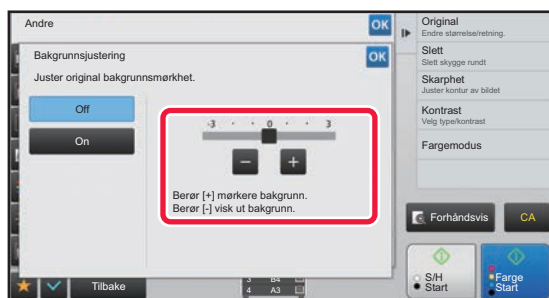 Andre
OK
Bakgrunnsjustering
OK
Juster original bakgrunnsmørkhet.
Off
On
-3 0 3
− +
Berør [+] mørkere bakgrunn.
Berør [-] visk ut bakgrunn.
Tilbake
3 B4
4 A3
Original
Endre størrelse/retning.
Slett
Slett skygge rundt
Skarphet
Juster kontur av bildet
Kontrast
Velg type/kontrast
Fargemodus
Forhåndsvis
CA
S/H
Start
Farge
Start